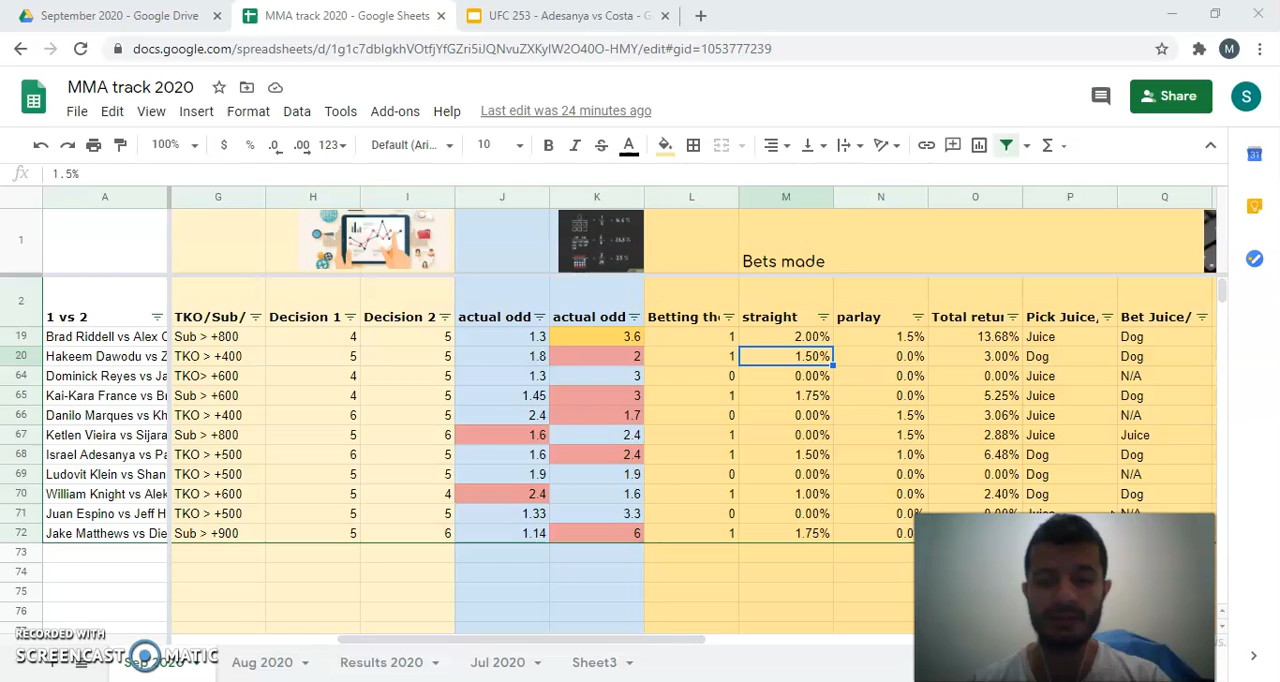 September 2020 - Google Drive
MMA track 2020 - Google Sheets
UFC 253 - Adesanya vs Costa - G
docs.google.com/spreadsheets/d/1g1c7dblgkhVOtfjYfGZri5iJQNvuZXKyIW2O40O-HMY/edit#gid=1053777239
M
MMA track 2020
File Edit View Insert Format Data Tools Add-ons Help Last edit was 24 minutes ago
Share
S
100% $ % .0 .00 123 Default (Ari... 10 B I S A
fx 1.5%
A G H I J K L M N O P Q
1 Bets made
2 1 vs 2 TKO/Sub/ Decision 1 Decision 2 actual odd actual odd Betting the straight parlay Total retur Pick Juice, Bet Juice/
19 Brad Riddell vs Alex C Sub > +800 4 5 1.3 3.6 1 2.00% 1.5% 13.68% Juice Dog
20 Hakeem Dawodu vs Z TKO > +400 5 5 1.8 2 1 1.50% 0.0% 3.00% Dog Dog
64 Dominick Reyes vs Ja TKO> +600 4 5 1.3 3 0 0.00% 0.0% 0.00% Juice N/A
65 Kai-Kara France vs Br Sub > +600 4 5 1.45 3 1 1.75% 0.0% 5.25% Juice Dog
66 Danilo Marques vs Kh TKO > +400 6 5 2.4 1.7 0 0.00% 1.5% 3.06% Dog N/A
67 Ketlen Vieira vs Sijara Sub > +800 5 6 1.6 2.4 1 0.00% 1.5% 2.88% Juice Juice
68 Israel Adesanya vs Pa TKO > +400 6 5 1.6 2.4 1 1.50% 1.0% 6.48% Dog Dog
69 Ludovit Klein vs Shan TKO > +500 5 5 1.9 1.9 0 0.00% 0.0% 0.00% Dog N/A
70 William Knight vs Alek TKO > +600 5 4 2.4 1.6 1 1.00% 0.0% 2.40% Dog Dog
71 Juan Espino vs Jeff H TKO > +500 5 5 1.33 3.3 0 0.00% 0.0% 0.00% Juice N/A
72 Jake Matthews vs Die Sub > +900 5 6 1.14 6 1 1.75% 0.0
73
74
75
76
RECORDED WITH
SCREENCAST MATIC
Sep 2020 Aug 2020 Results 2020 Jul 2020 Sheet3